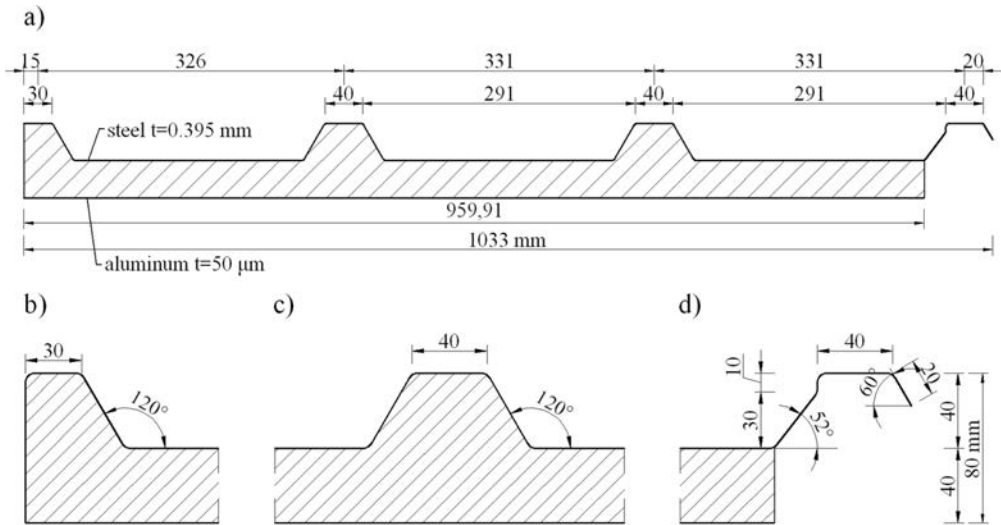 a)
15 326 331 331 20
30 40 291 40 291 40
steel t=0.395 mm
959,91
1033 mm
aluminum t=50 μm
b) c) d)
30 40 40
10 60° 20
120° 120° 30 52° 40
40 80 mm